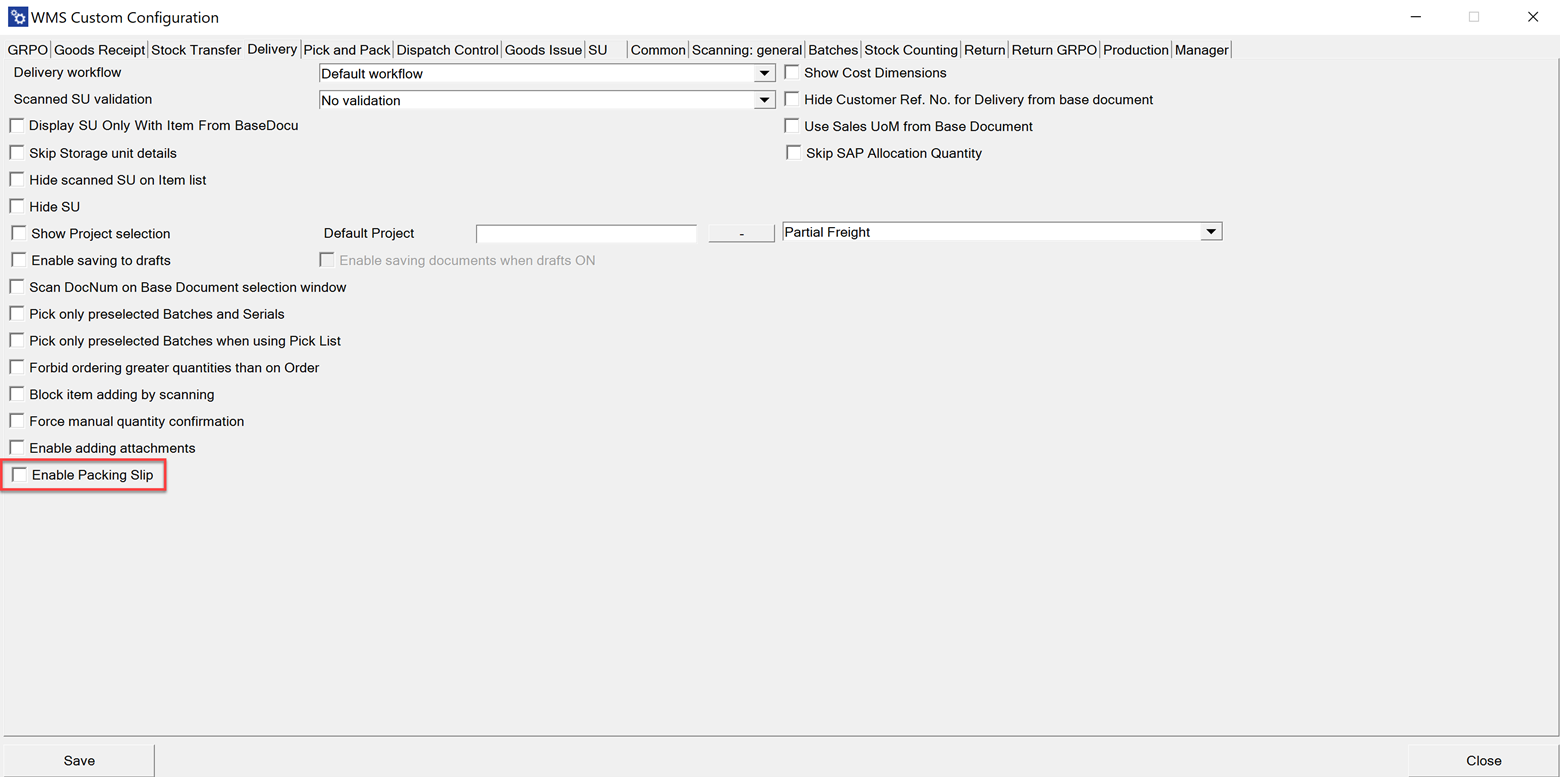 WMS Custom Configuration
GRPO Goods Receipt Stock Transfer Delivery Pick and Pack Dispatch Control Goods Issue SU Common Scanning: general Batches Stock Counting Return Return GRPO Production Manager
Delivery workflow Default workflow Show Cost Dimensions
Scanned SU validation No validation Hide Customer Ref. No. for Delivery from base document
Display SU Only With Item From BaseDocu Use Sales UoM from Base Document
Skip Storage unit details Skip SAP Allocation Quantity
Hide scanned SU on Item list
Hide SU
Show Project selection Default Project - Partial Freight
Enable saving to drafts Enable saving documents when drafts ON
Scan DocNum on Base Document selection window
Pick only preselected Batches and Serials
Pick only preselected Batches when using Pick List
Forbid ordering greater quantities than on Order
Block item adding by scanning
Force manual quantity confirmation
Enable adding attachments
Enable Packing Slip
Save Close